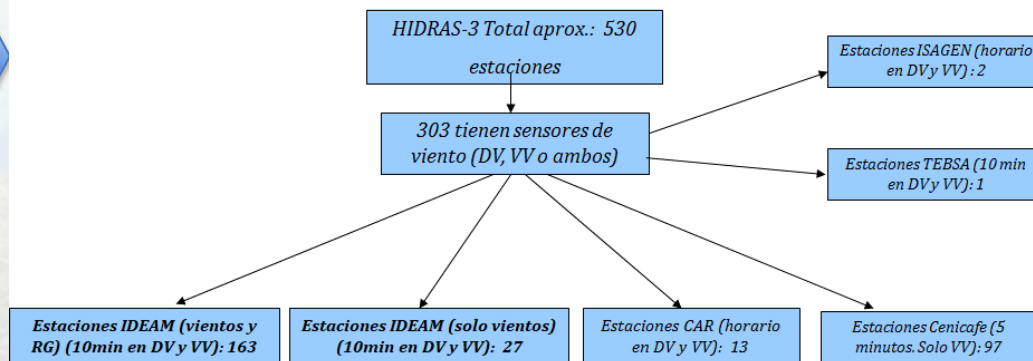 HIDRAS-3 Total aprox.: 530
estaciones
Estaciones ISAGEN (horario
en DV y VV) : 2
303 tienen sensores de
viento (DV, VV o ambos)
Estaciones TEBSA (10 min
en DV y VV): 1
Estaciones IDEAM (vientos y
RG) (10min en DV y VV): 163
Estaciones IDEAM (solo vientos)
(10min en DV y VV): 27
Estaciones CAR (horario
en DV y VV): 13
Estaciones Cenicafe (5
minutos. Solo VV): 97